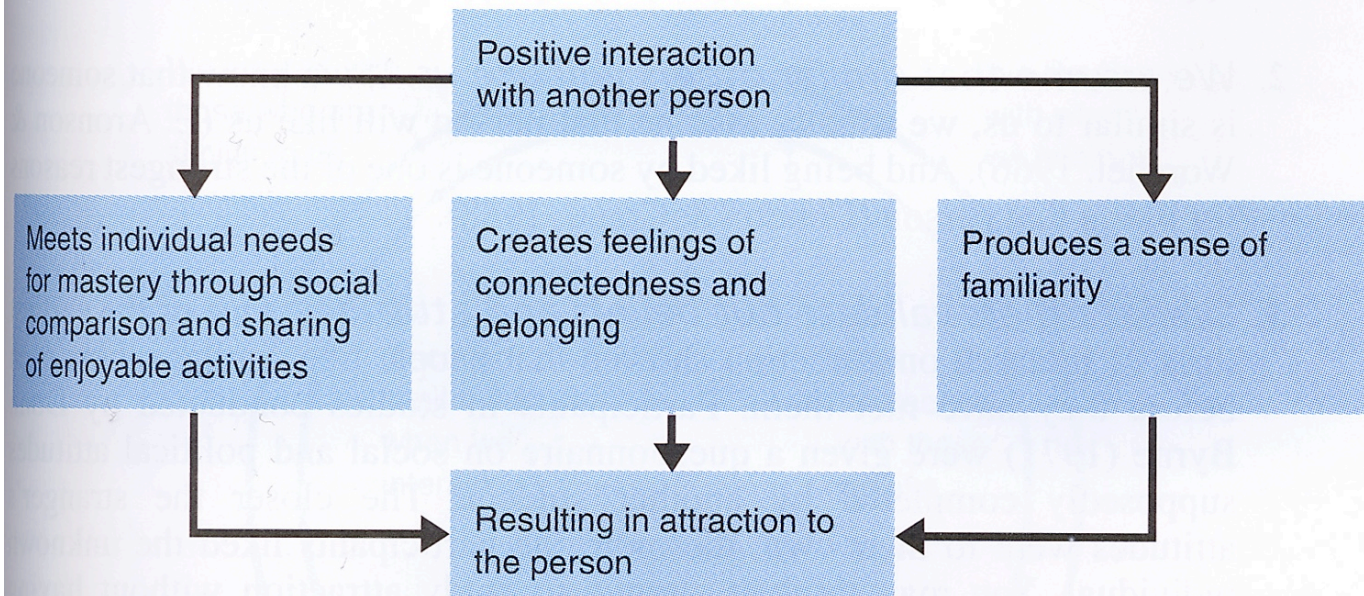 Positive interaction
with another person
Meets individual needs
for mastery through social
comparison and sharing
of enjoyable activities
Creates feelings of
connectedness and
belonging
Produces a sense of
familiarity
Resulting in attraction to
the person